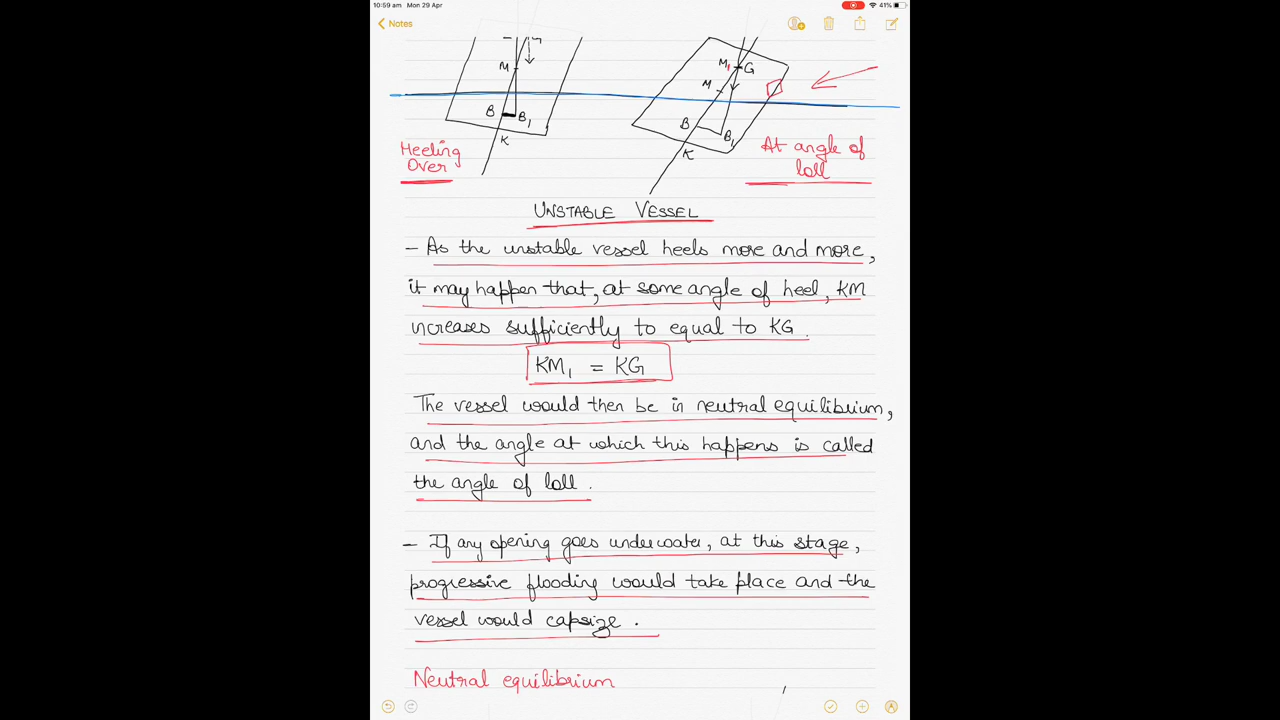 10:59 am Mon 29 Apr
41%
Notes
M
B
B1
K
M1 G
M
B
B1
K
Heeling
Over
At angle of
loll
UNSTABLE VESSEL
- As the unstable vessel heels more and more,
it may happen that, at some angle of heel, KM
increases sufficiently to equal to KG.
KM1 = KG
The vessel would then be in neutral equilibrium,
and the angle at which this happens is called
the angle of loll.
- If any opening goes underwater, at this stage,
progressive flooding would take place and the
vessel would capsize.
Neutral equilibrium